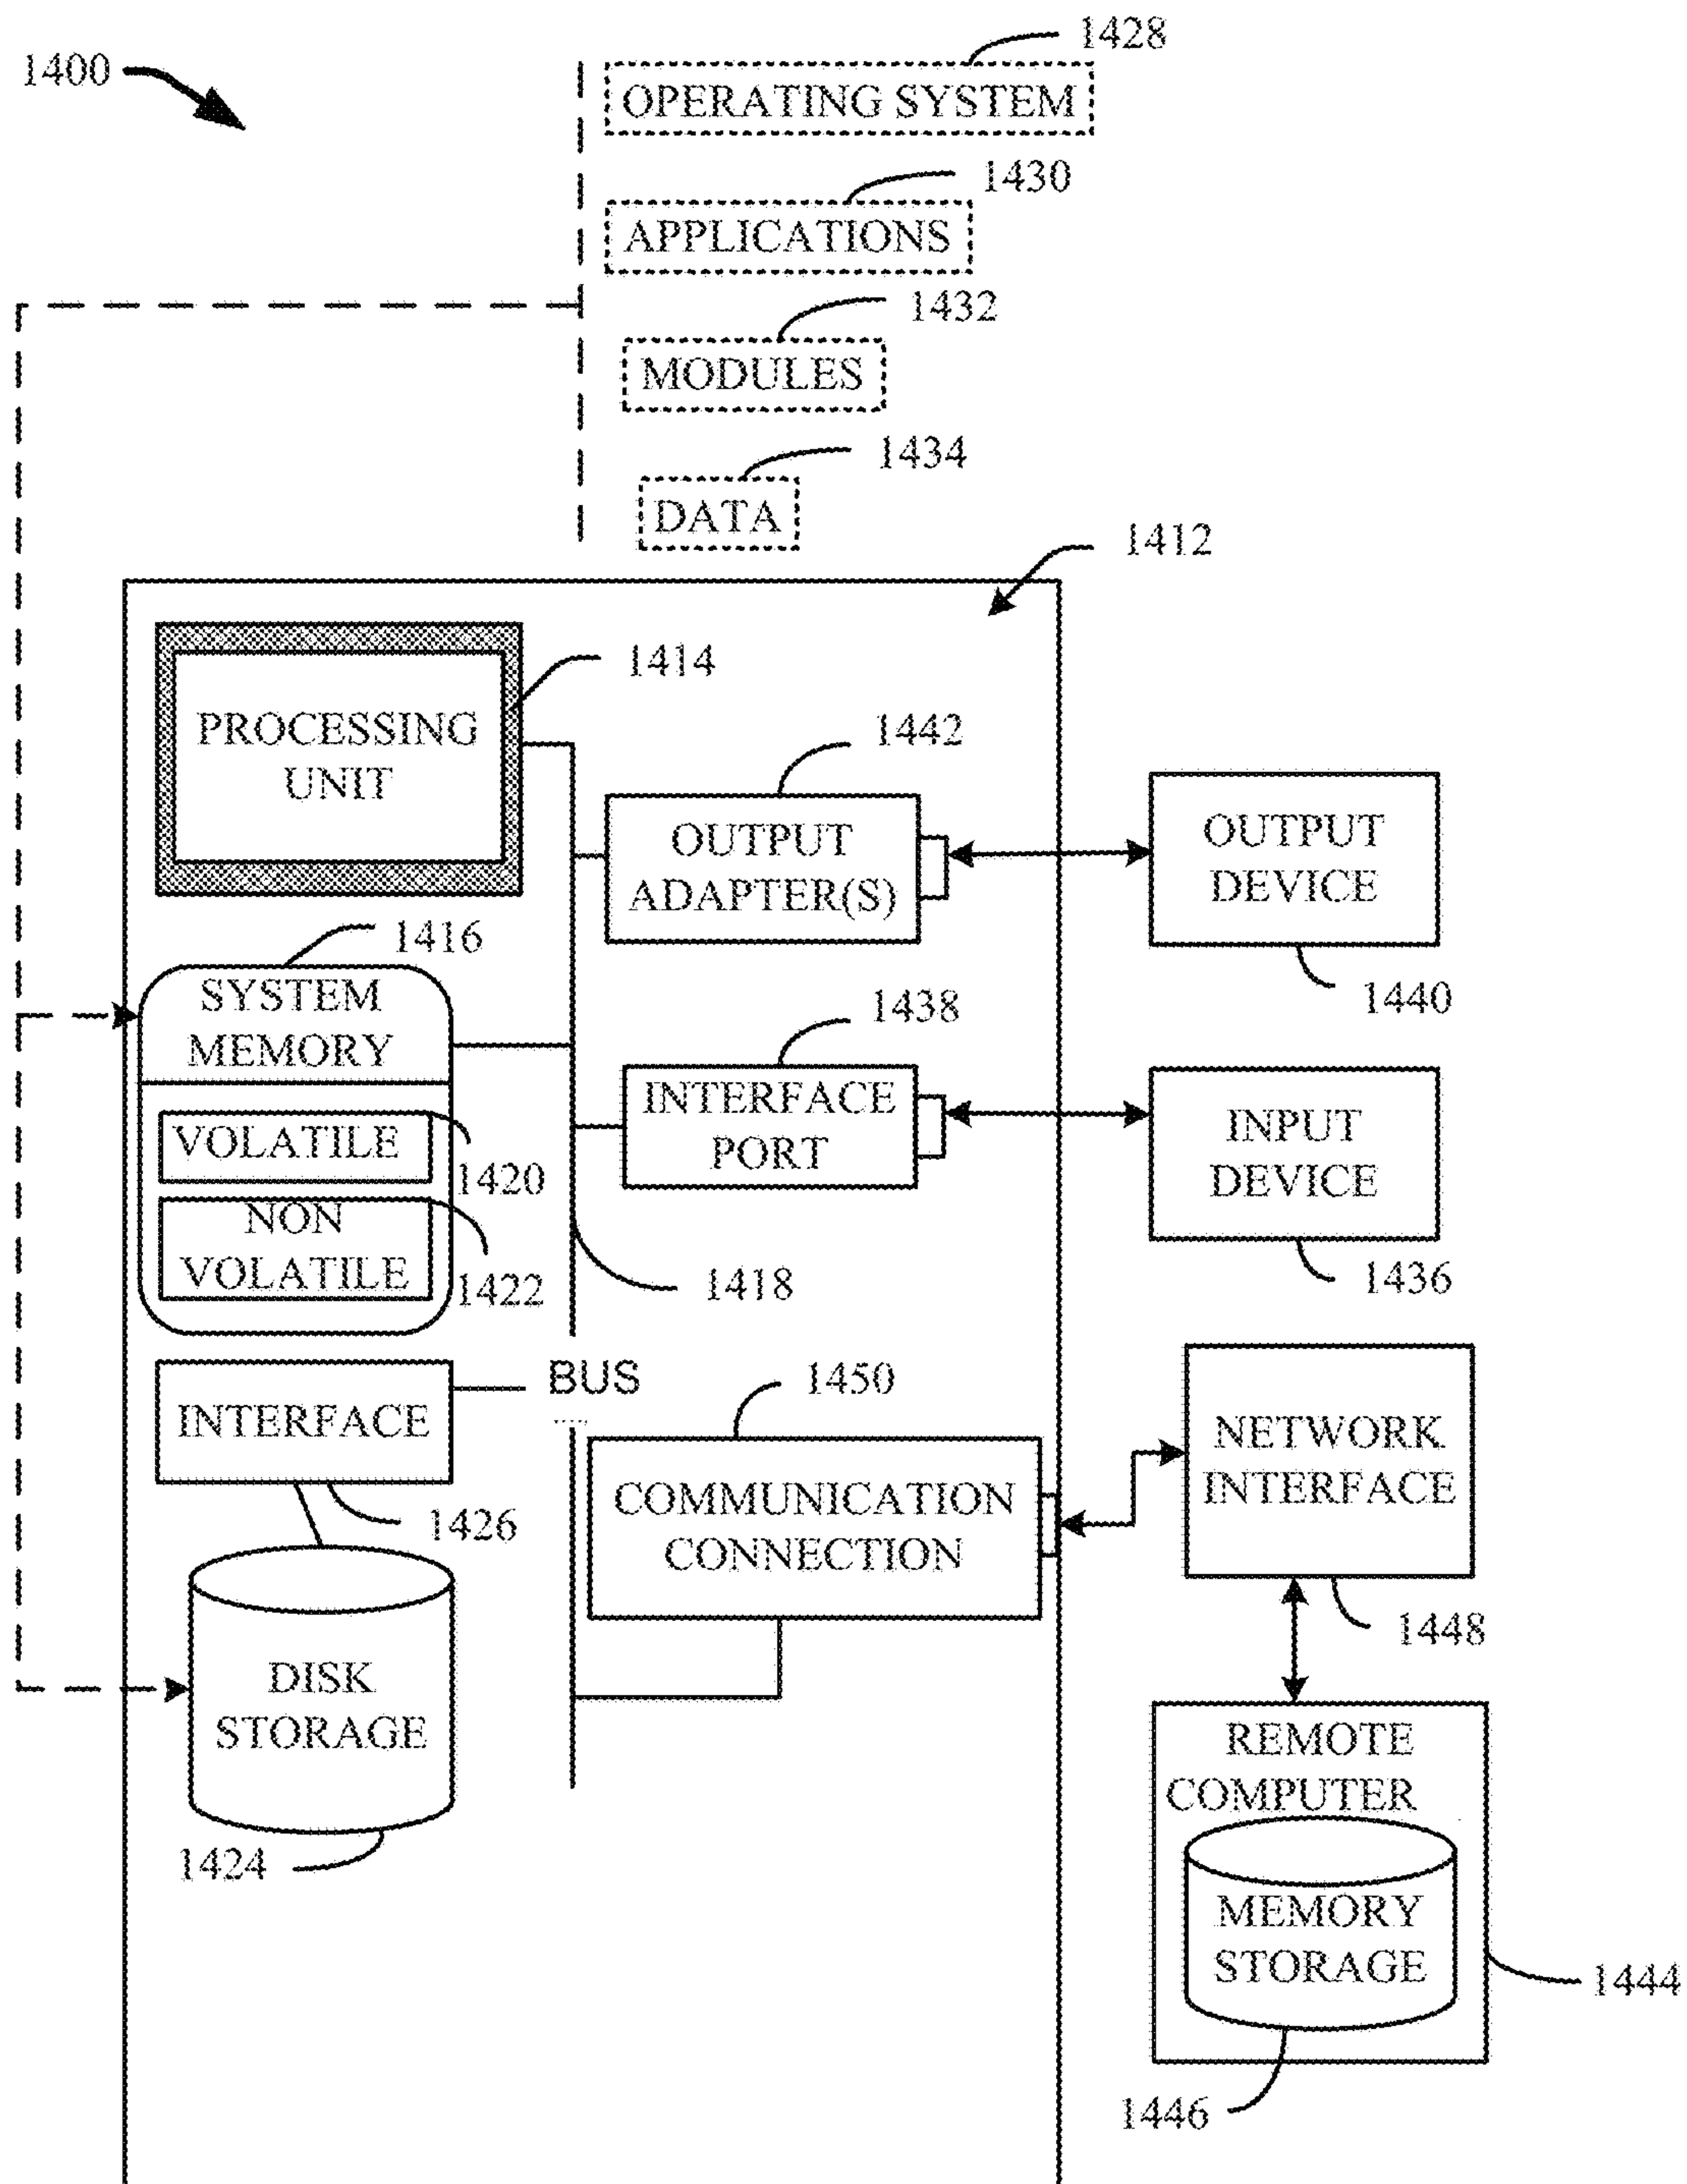 1428
1400
OPERATING SYSTEM
1430
APPLICATIONS
1432
MODULES
1434
DATA
1412
1414
PROCESSING
UNIT
1442
OUTPUT
ADAPTER(S)
OUTPUT
DEVICE
1440
1416
SYSTEM
MEMORY
VOLATILE
1420
NON
VOLATILE
1422
1438
INTERFACE
PORT
INPUT
DEVICE
1436
1418
BUS
INTERFACE
1426
1450
COMMUNICATION
CONNECTION
NETWORK
INTERFACE
1448
DISK
STORAGE
1424
REMOTE
COMPUTER
MEMORY
STORAGE
1444
1446